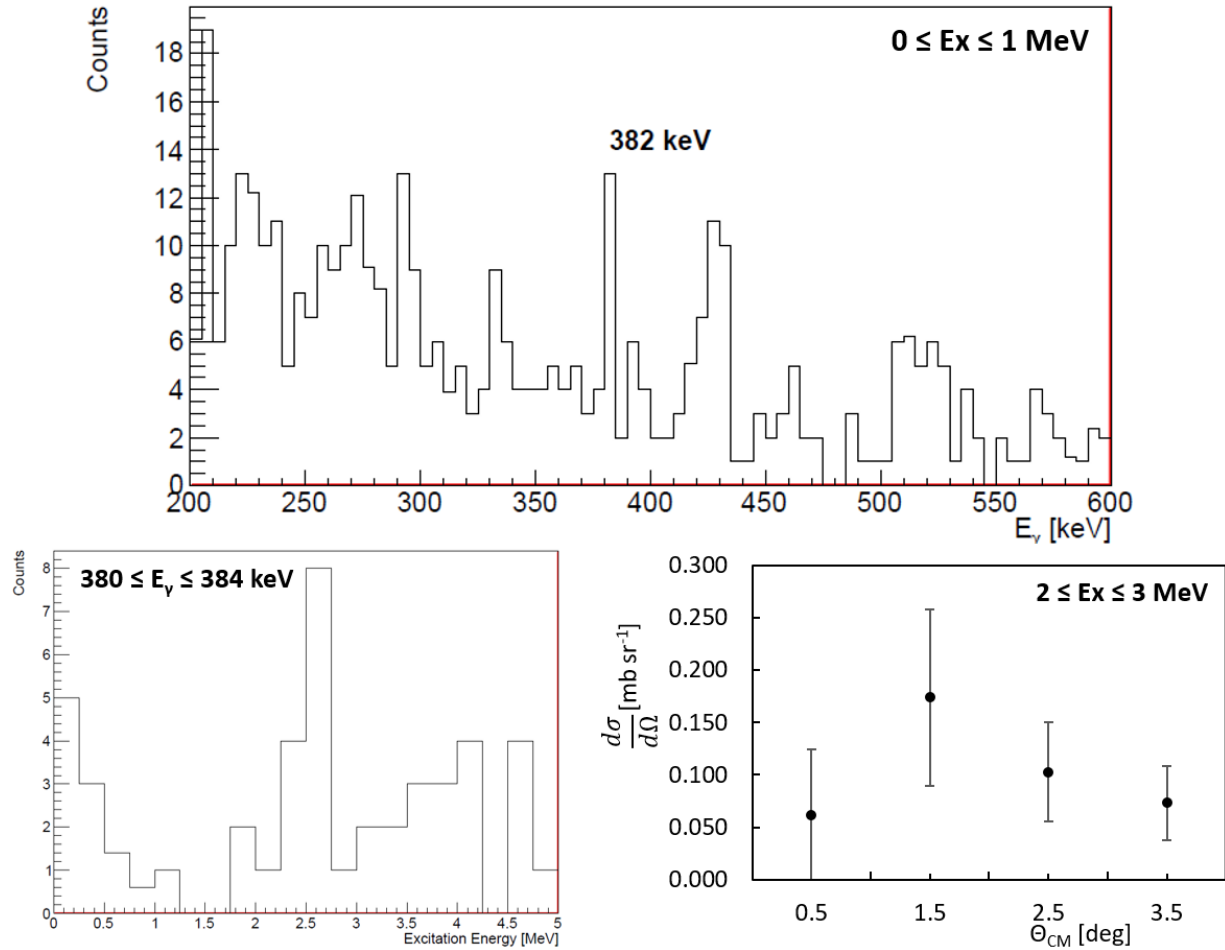 Counts
0 ≤ Ex ≤ 1 MeV
382 keV
18
16
14
12
10
8
6
4
2
0
200 250 300 350 400 450 500 550 600
E_γ [keV]
Counts
380 ≤ E_γ ≤ 384 keV
8
7
6
5
4
3
2
1
0
0 0.5 1 1.5 2 2.5 3 3.5 4 4.5 5
Excitation Energy [MeV]
dσ/dΩ [mb sr⁻¹]
2 ≤ Ex ≤ 3 MeV
0.300
0.250
0.200
0.150
0.100
0.050
0.000
0.5 1.5 2.5 3.5
Θ_CM [deg]